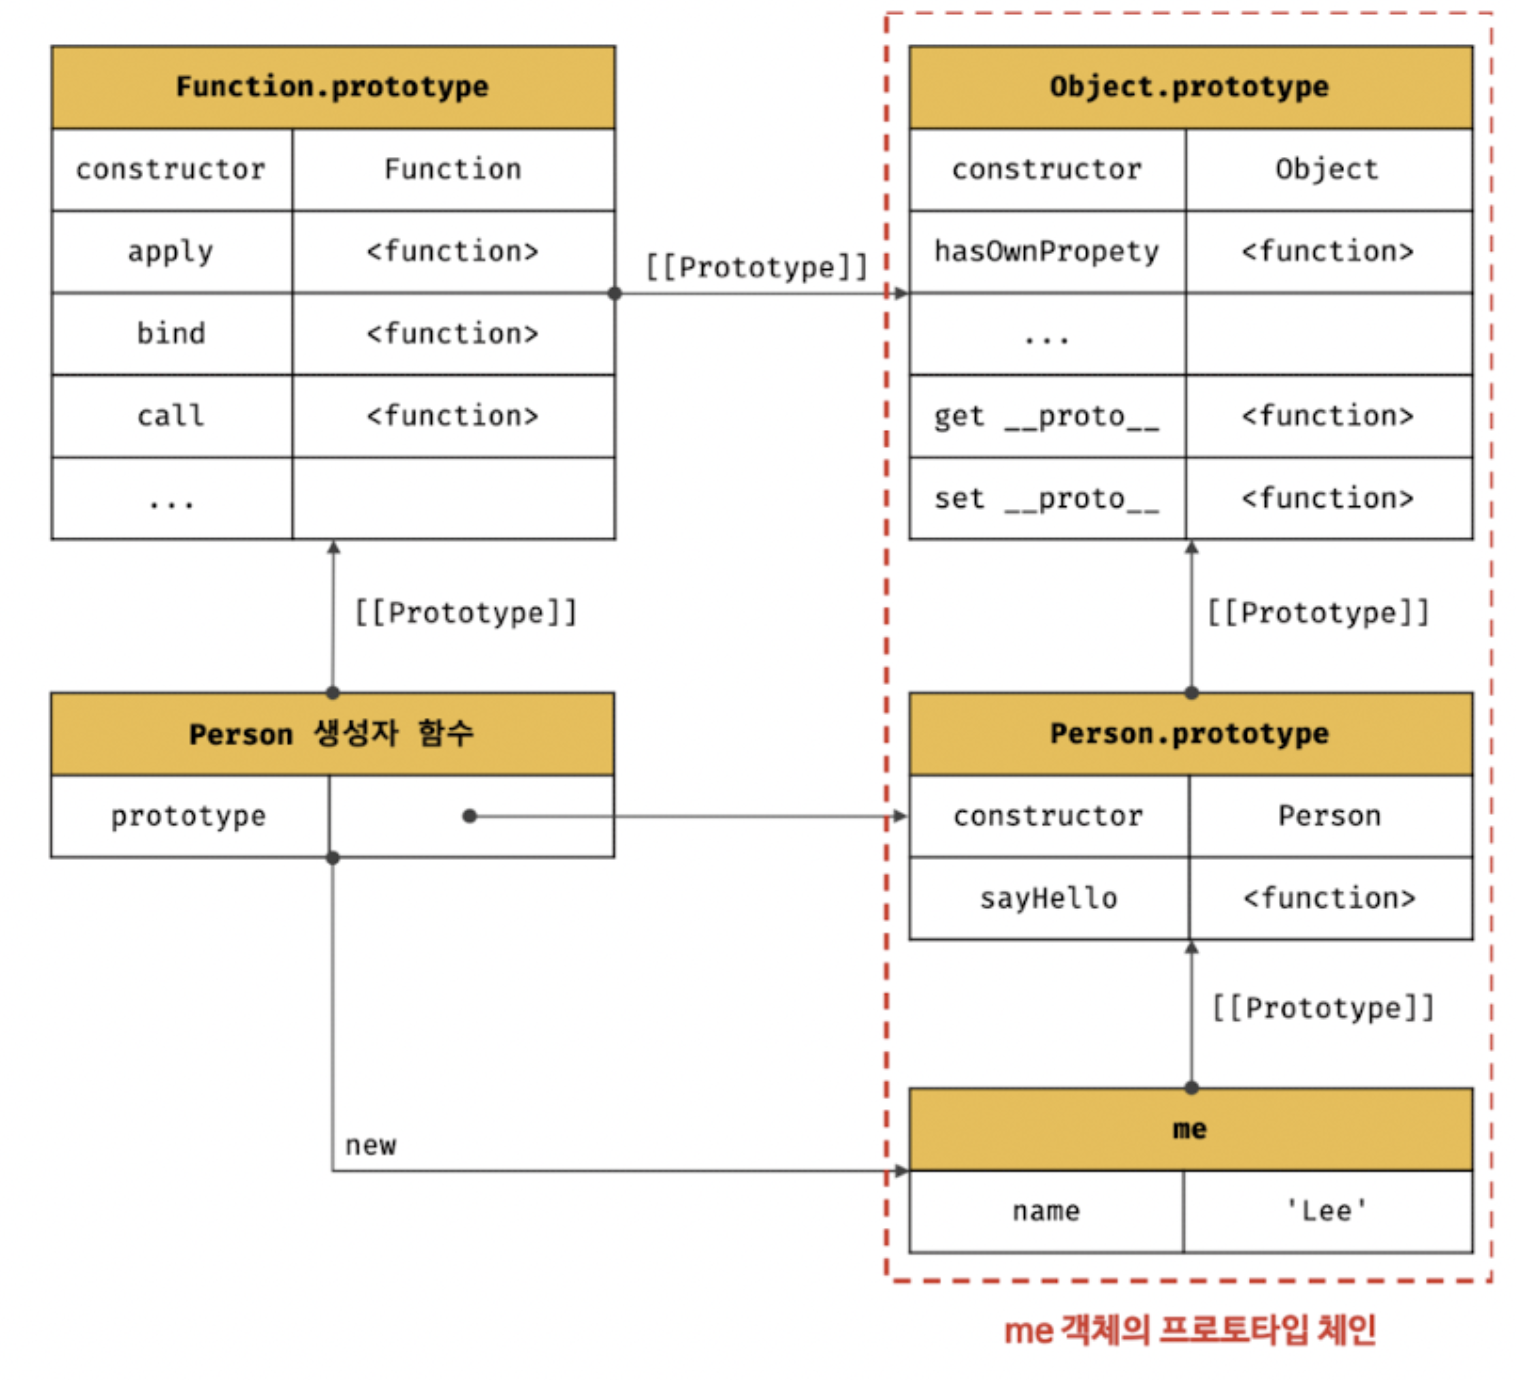 Function.prototype
constructor Function
apply <function>
bind <function>
call <function>
...
[[Prototype]]
Object.prototype
constructor Object
hasOwnPropety <function>
...
get __proto__ <function>
set __proto__ <function>
[[Prototype]]
[[Prototype]]
Person 생성자 함수
prototype
Person.prototype
constructor Person
sayHello <function>
[[Prototype]]
new
me
name 'Lee'
me 객체의 프로토타입 체인